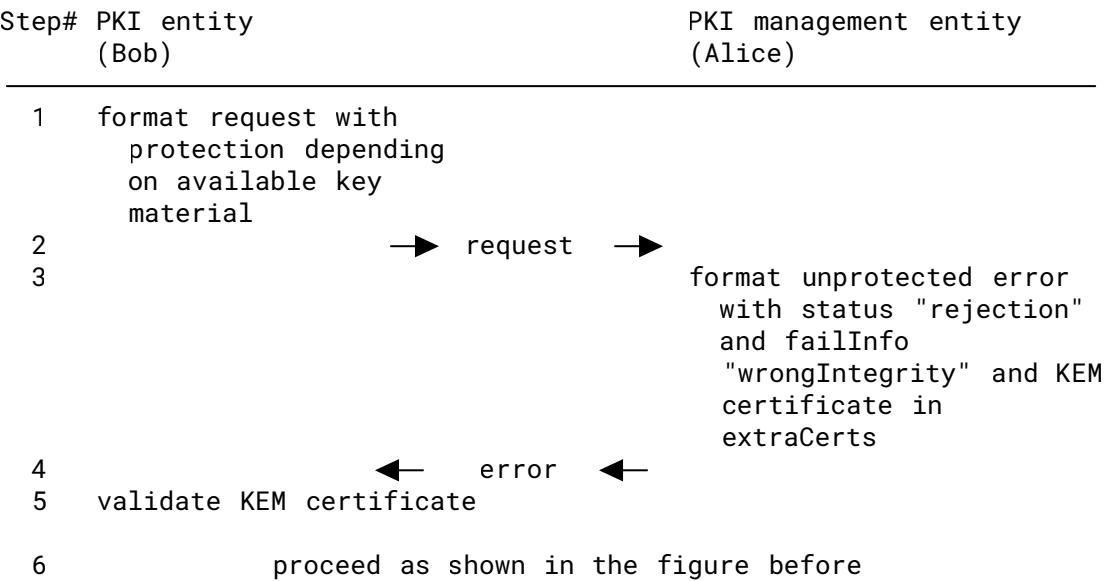 Step# PKI entity PKI management entity
(Bob) (Alice)
1 format request with
protection depending
on available key
material
2 request
3 format unprotected error
with status "rejection"
and failInfo
"wrongIntegrity" and KEM
certificate in
extraCerts
4 error
5 validate KEM certificate
6 proceed as shown in the figure before